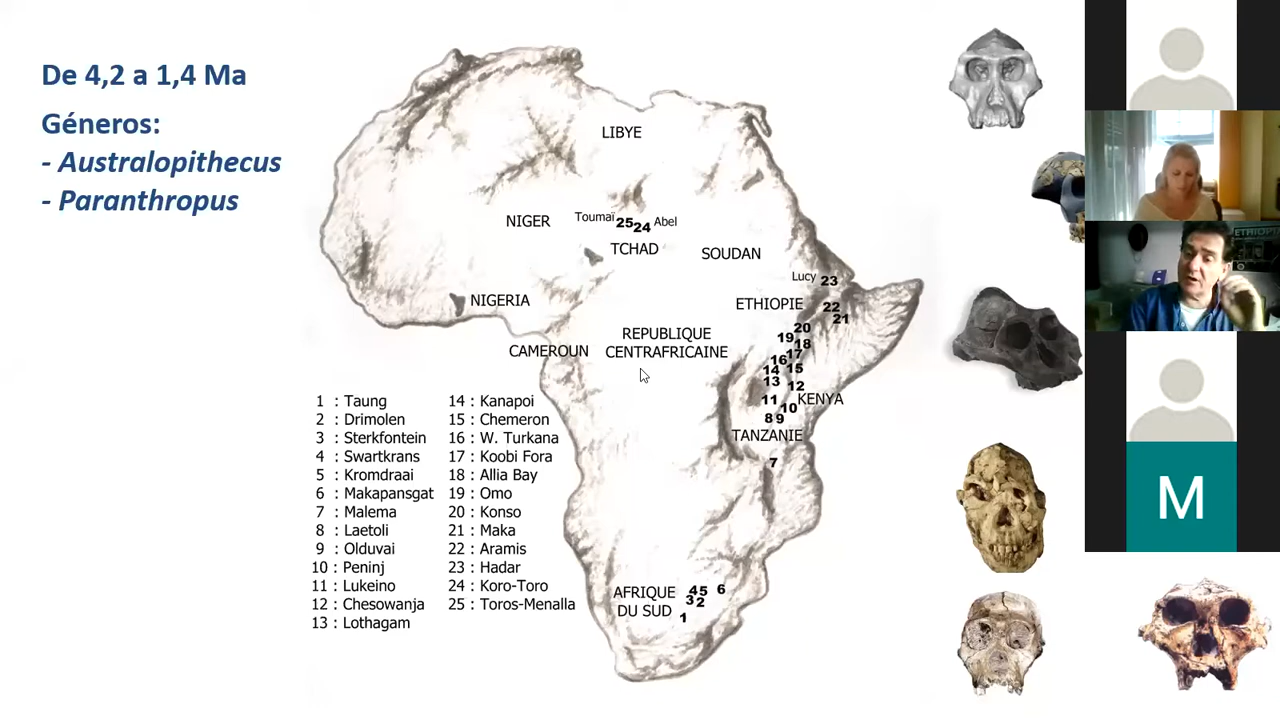 De 4,2 a 1,4 Ma
Géneros:
- Australopithecus
- Paranthropus
LIBYE
NIGER
Toumaï 25 24 Abel
TCHAD
SOUDAN
Lucy 23
NIGERIA
ETHIOPIE 22
21
REPUBLIQUE
CENTRAFRICAINE
CAMEROUN
20
19 18
17
16
14 15
13 12
11 KENYA
10
8 9
TANZANIE
7
1 : Taung
2 : Drimolen
3 : Sterkfontein
4 : Swartkrans
5 : Kromdraai
6 : Makapansgat
7 : Malema
8 : Laetoli
9 : Olduvai
10 : Peninj
11 : Lukeino
12 : Chesowanja
13 : Lothagam
14 : Kanapoi
15 : Chemeron
16 : W. Turkana
17 : Koobi Fora
18 : Allia Bay
19 : Omo
20 : Konso
21 : Maka
22 : Aramis
23 : Hadar
24 : Koro-Toro
25 : Toros-Menalla
AFRIQUE
DU SUD
45 6
3 2
1
ETHIOPIA
M